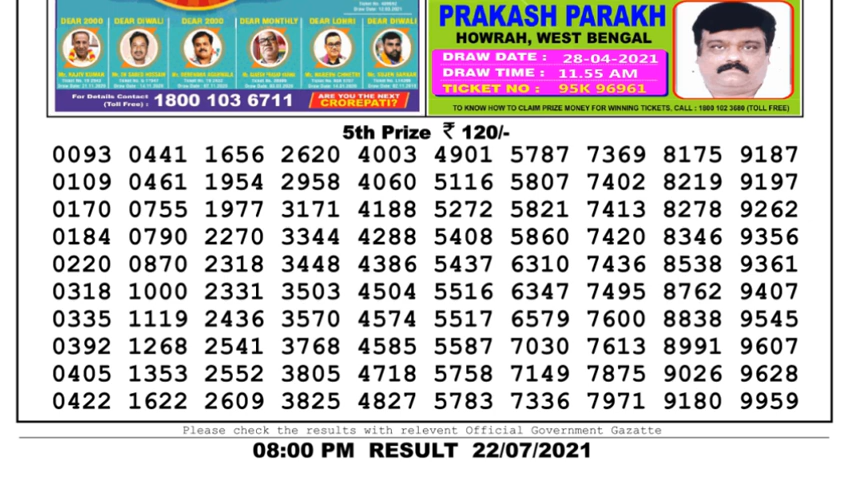 DEAR 2000 DEAR DIWALI DEAR 2000 DEAR MONTHLY DEAR LOHRI DEAR DIWALI
For Details Contact
(Toll Free) : 1800 103 6711
ARE YOU THE NEXT
CROREPATI?
PRAKASH PARAKH
HOWRAH, WEST BENGAL
DRAW DATE : 28-04-2021
DRAW TIME : 11.55 AM
TICKET NO : 95K 96961
TO KNOW HOW TO CLAIM PRIZE MONEY FOR WINNING TICKETS, CALL : 1800 102 3680 (TOLL FREE)
5th Prize ₹ 120/-
0093 0441 1656 2620 4003 4901 5787 7369 8175 9187
0109 0461 1954 2958 4060 5116 5807 7402 8219 9197
0170 0755 1977 3171 4188 5272 5821 7413 8278 9262
0184 0790 2270 3344 4288 5408 5860 7420 8346 9356
0220 0870 2318 3448 4386 5437 6310 7436 8538 9361
0318 1000 2331 3503 4504 5516 6347 7495 8762 9407
0335 1119 2436 3570 4574 5517 6579 7600 8838 9545
0392 1268 2541 3768 4585 5587 7030 7613 8991 9607
0405 1353 2552 3805 4718 5758 7149 7875 9026 9628
0422 1622 2609 3825 4827 5783 7336 7971 9180 9959
Please check the results with relevent Official Government Gazatte
08:00 PM RESULT 22/07/2021